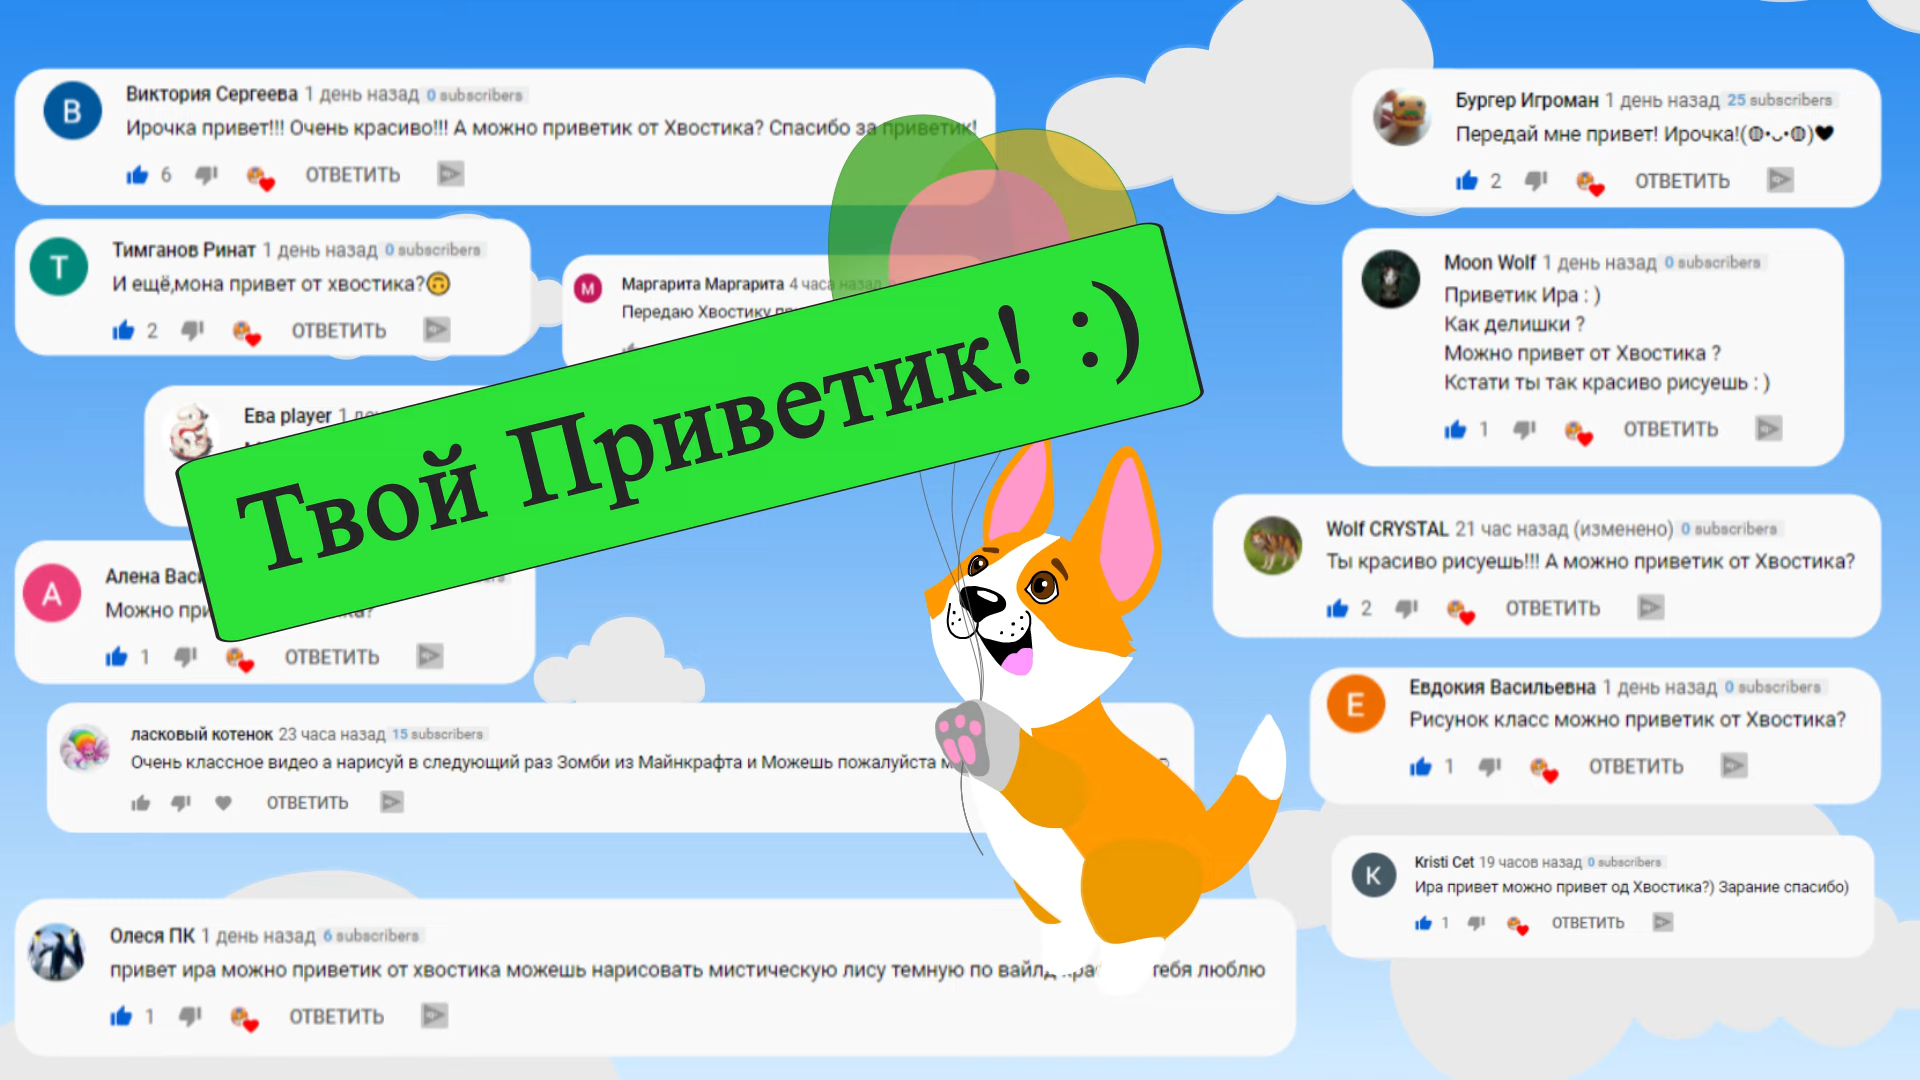 Виктория Сергеева 1 день назад 0 subscribers
Ирочка привет!!! Очень красиво!!! А можно приветик от Хвостика? Спасибо за приветик!
6 ОТВЕТИТЬ
Тимганов Ринат 1 день назад 0 subscribers
И ещё,мона привет от хвостика?🙃
2 ОТВЕТИТЬ
Маргарита Маргарита 4 часа назад
Передаю Хвостику
Ева player 1
Твой Приветик! :)
Алена
Можно
1 ОТВЕТИТЬ
ласковый котенок 23 часа назад 15 subscribers
Очень классное видео а нарисуй в следующий раз Зомби из Майнкрафта и Можешь пожалуйста
ОТВЕТИТЬ
Олеся ПК 1 день назад 6 subscribers
привет ира можно приветик от хвостика можешь нарисовать мистическую лису темную по вайлд тебя люблю
1 ОТВЕТИТЬ
Бургер Игроман 1 день назад 25 subscribers
Передай мне привет! Ирочка!(◍•ᴗ•◍)❤
2 ОТВЕТИТЬ
Moon Wolf 1 день назад 0 subscribers
Приветик Ира : )
Как делишки ?
Можно привет от Хвостика ?
Кстати ты так красиво рисуешь : )
1 ОТВЕТИТЬ
Wolf CRYSTAL 21 час назад (изменено) 0 subscribers
Ты красиво рисуешь!!! А можно приветик от Хвостика?
2 ОТВЕТИТЬ
Евдокия Васильевна 1 день назад 0 subscribers
Рисунок класс можно приветик от Хвостика?
1 ОТВЕТИТЬ
Kristi Cet 19 часов назад 0 subscribers
Ира привет можно привет од Хвостика?) Зарание спасибо)
1 ОТВЕТИТЬ